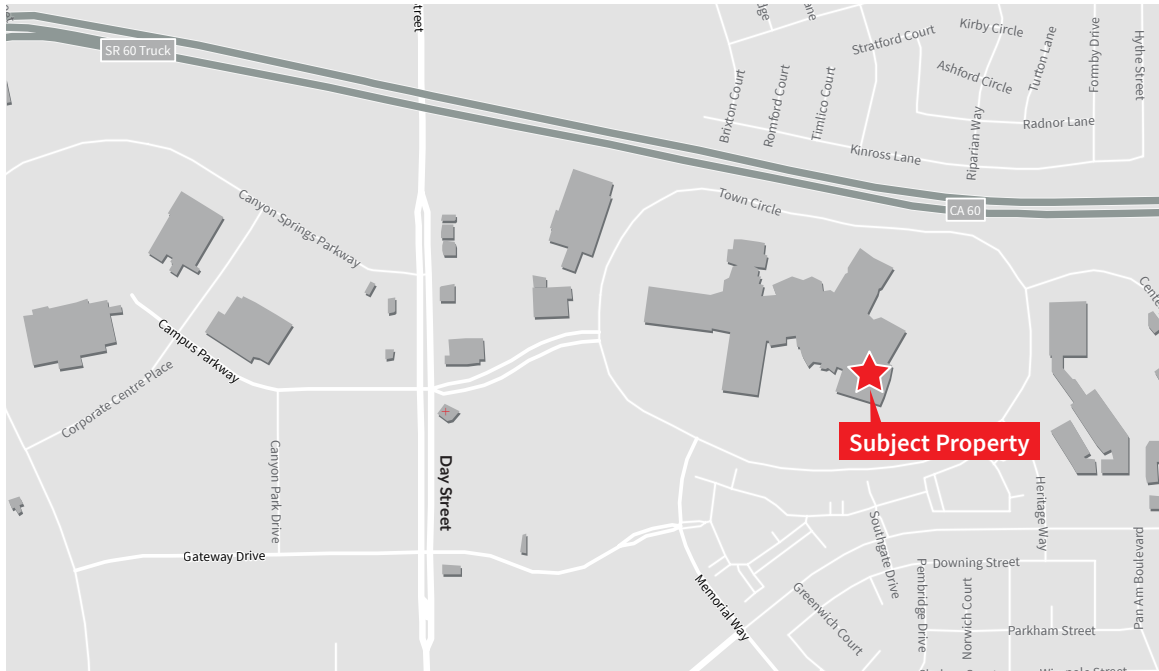 SR 60 Truck
Kirby Circle
Stratford Court
Ashford Circle
Turton Lane
Formby Drive
Hythe Street
Brixton Court
Romford Court
Timlico Court
Riparian Way
Radnor Lane
Kinross Lane
Town Circle
CA 60
Canyon Springs Parkway
Campus Parkway
Corporate Centre Place
Subject Property
Canyon Park Drive
Day Street
Gateway Drive
Southgate Drive
Heritage Way
Downing Street
Pembridge Drive
Norwich Court
Pan Am Boulevard
Memorial Way
Greenwich Court
Parkham Street